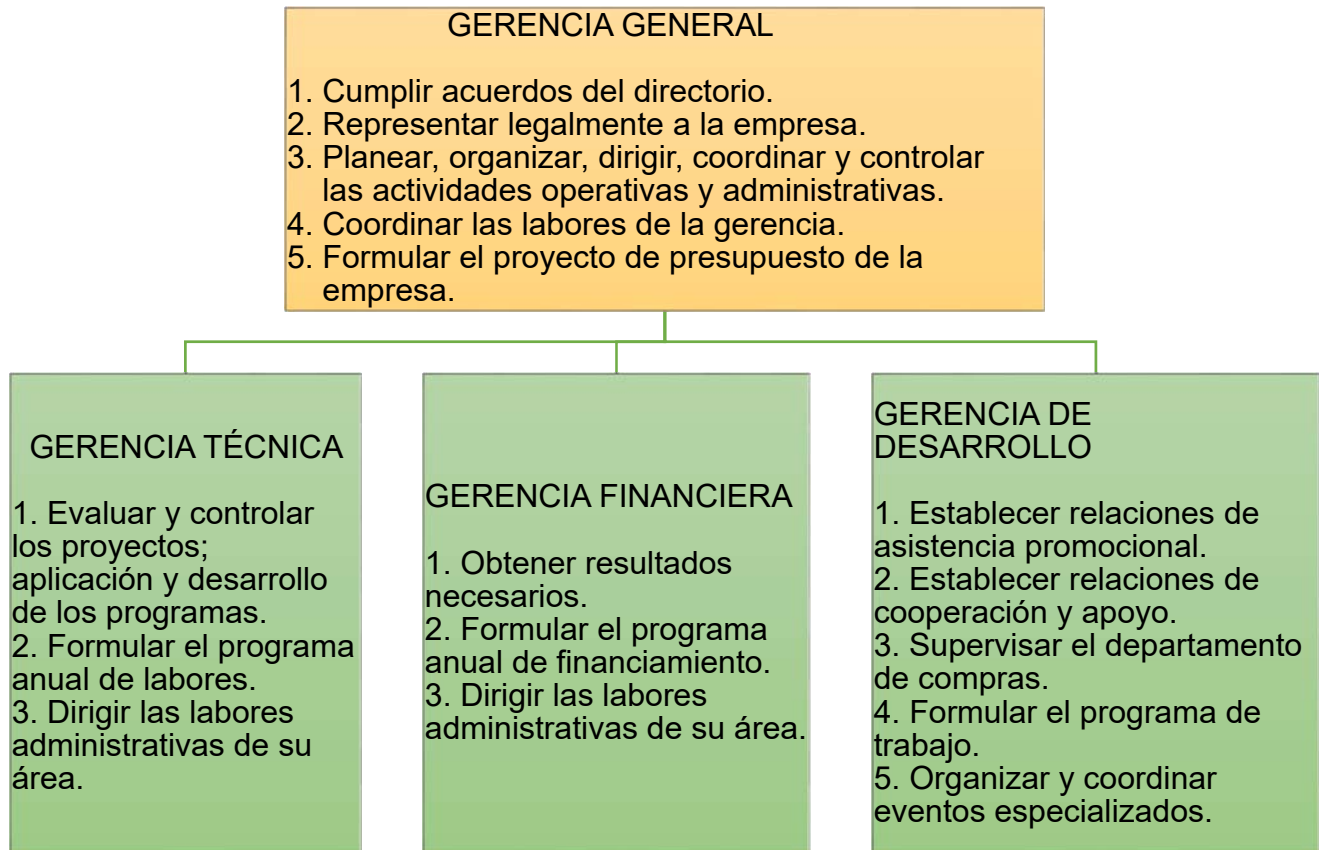 GERENCIA GENERAL
1. Cumplir acuerdos del directorio.
2. Representar legalmente a la empresa.
3. Planear, organizar, dirigir, coordinar y controlar
las actividades operativas y administrativas.
4. Coordinar las labores de la gerencia.
5. Formular el proyecto de presupuesto de la
empresa.
GERENCIA TÉCNICA
1. Evaluar y controlar
los proyectos;
aplicación y desarrollo
de los programas.
2. Formular el programa
anual de labores.
3. Dirigir las labores
administrativas de su
área.
GERENCIA FINANCIERA
1. Obtener resultados
necesarios.
2. Formular el programa
anual de financiamiento.
3. Dirigir las labores
administrativas de su área.
GERENCIA DE
DESARROLLO
1. Establecer relaciones de
asistencia promocional.
2. Establecer relaciones de
cooperación y apoyo.
3. Supervisar el departamento
de compras.
4. Formular el programa de
trabajo.
5. Organizar y coordinar
eventos especializados.